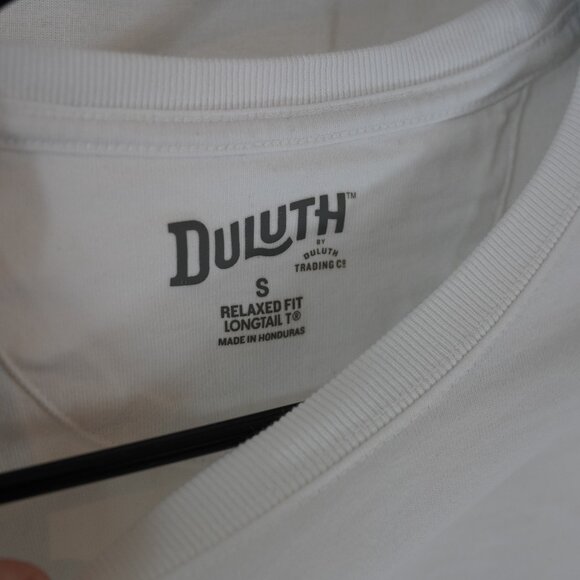 DULUTH™
BY
DULUTH
TRADING Co
S
RELAXED FIT
LONGTAIL T®
MADE IN HONDURAS